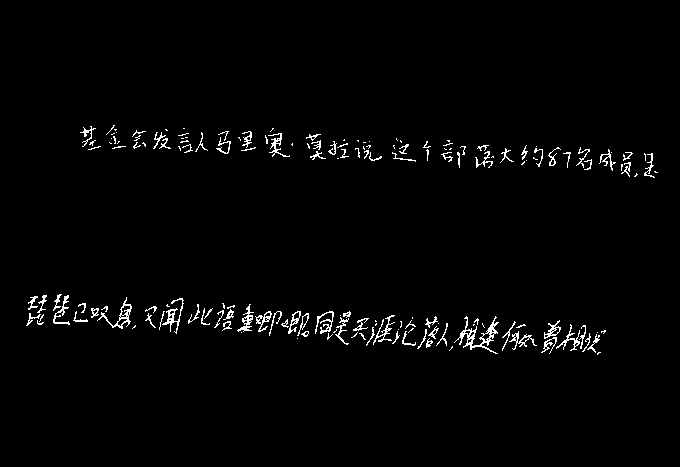 基金会发言人马里奥·莫拉说,这个部落大约87名成员,是
琵琶已叹息,又闻此语重唧唧。同是天涯沦落人,相逢何必曾相识